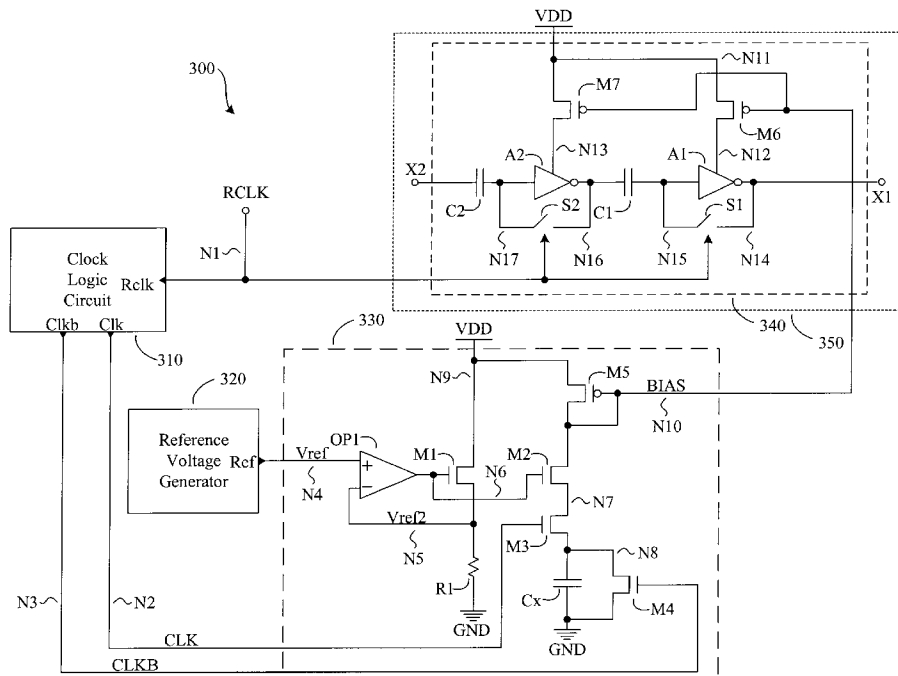 VDD
N11
300
M7
M6
N13
N12
A2
A1
X2
RCLK
C2
S2
C1
S1
X1
N1
N17
N16
N15
N14
Clock
Logic
Circuit
Rclk
Clkb Clk
310
330
340
350
VDD
320
N9
M5
BIAS
N10
OP1
Reference
Voltage
Generator
Ref
Vref
N4
M1
N6
M2
+
−
N7
Vref2
N5
M3
N8
R1
Cx
M4
N3
N2
GND
GND
CLK
CLKB